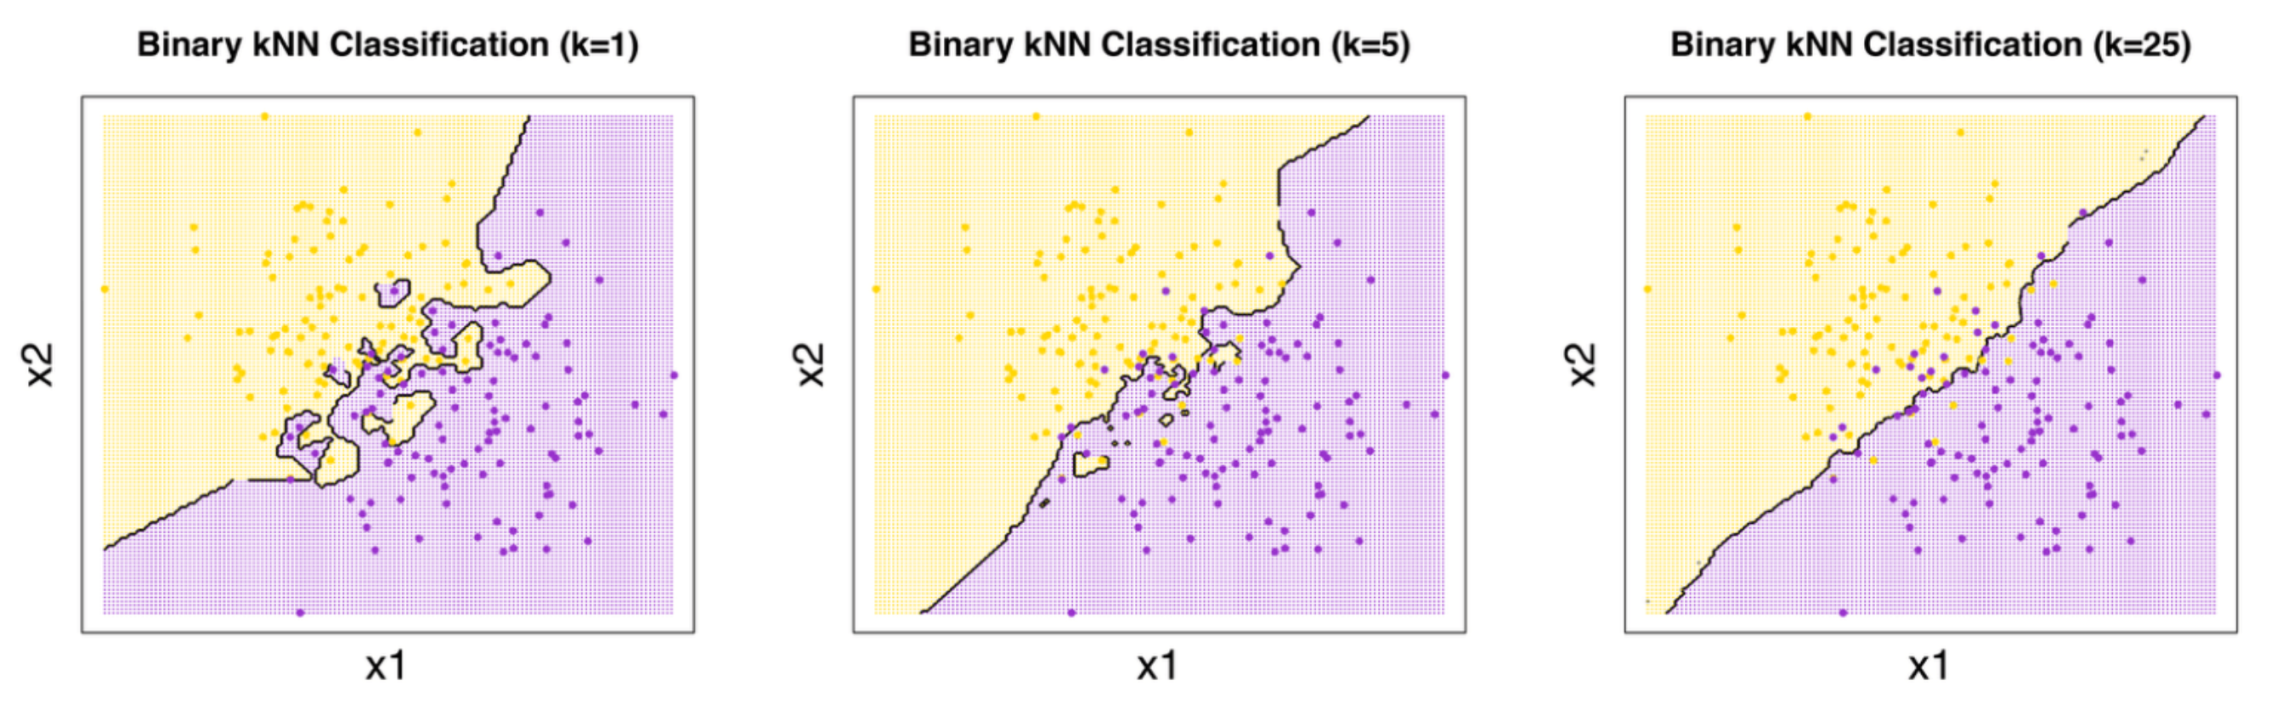 Binary kNN Classification (k=1)
x2
x1
Binary kNN Classification (k=5)
x2
x1
Binary kNN Classification (k=25)
x2
x1